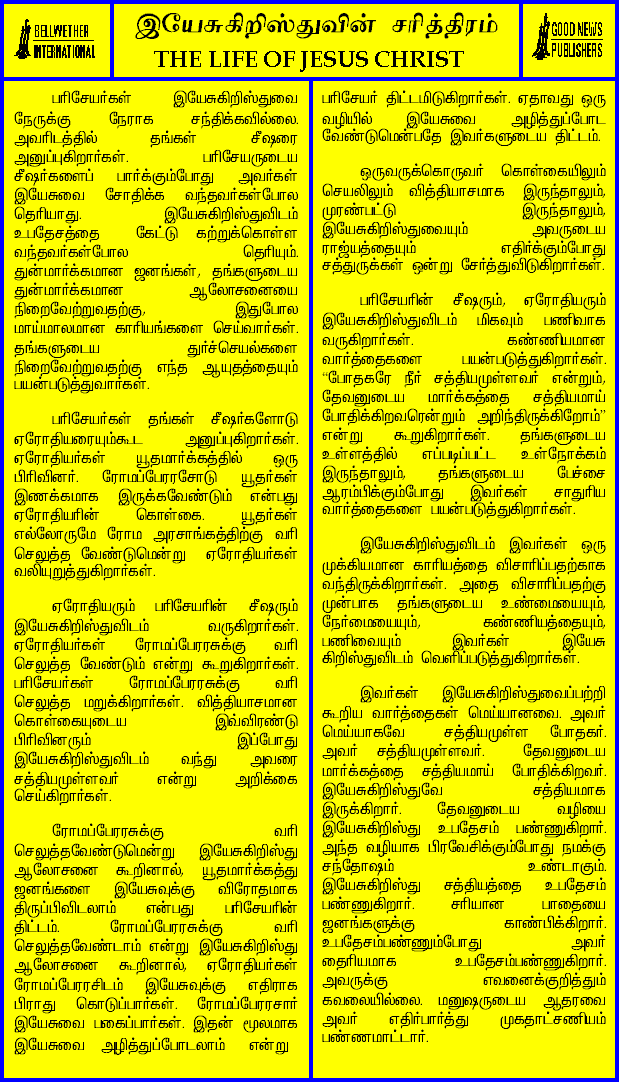 BELLWETHER
INTERNATIONAL
இயேசுகிறிஸ்துவின் சரித்திரம்
THE LIFE OF JESUS CHRIST
GOOD NEWS
PUBLISHERS
பரிசேயர்கள் இயேசுகிறிஸ்துவை
நேருக்கு நேராக சந்திக்கவில்லை.
அவரிடத்தில் தங்கள் சீஷரை
அனுப்புகிறார்கள். பரிசேயருடைய
சீஷர்களைப் பார்க்கும்போது அவர்கள்
இயேசுவை சோதிக்க வந்தவர்கள்போல
தெரியாது. இயேசுகிறிஸ்துவிடம்
உபதேசத்தை கேட்டு கற்றுக்கொள்ள
வந்தவர்கள்போல தெரியும்.
துன்மார்க்கமான ஜனங்கள், தங்களுடைய
துன்மார்க்கமான ஆலோசனையை
நிறைவேற்றுவதற்கு, இதுபோல
மாய்மாலமான காரியங்களை செய்வார்கள்.
தங்களுடைய துர்ச்செயல்களை
நிறைவேற்றுவதற்கு எந்த ஆயுதத்தையும்
பயன்படுத்துவார்கள்.
பரிசேயர்கள் தங்கள் சீஷர்களோடு
ஏரோதியரையும்கூட அனுப்புகிறார்கள்.
ஏரோதியர்கள் யூதமார்க்கத்தில் ஒரு
பிரிவினர். ரோமப்பேரரசோடு யூதர்கள்
இணக்கமாக இருக்கவேண்டும் என்பது
ஏரோதியரின் கொள்கை. யூதர்கள்
எல்லோருமே ரோம அரசாங்கத்திற்கு வரி
செலுத்த வேண்டுமென்று ஏரோதியர்கள்
வலியுறுத்துகிறார்கள்.
ஏரோதியரும் பரிசேயரின் சீஷரும்
இயேசுகிறிஸ்துவிடம் வருகிறார்கள்.
ஏரோதியர்கள் ரோமப்பேரரசுக்கு வரி
செலுத்த வேண்டும் என்று கூறுகிறார்கள்.
பரிசேயர்கள் ரோமப்பேரரசுக்கு வரி
செலுத்த மறுக்கிறார்கள். வித்தியாசமான
கொள்கையுடைய இவ்விரண்டு
பிரிவினரும் இப்போது
இயேசுகிறிஸ்துவிடம் வந்து அவரை
சத்தியமுள்ளவர் என்று அறிக்கை
செய்கிறார்கள்.
ரோமப்பேரரசுக்கு வரி
செலுத்தவேண்டுமென்று இயேசுகிறிஸ்து
ஆலோசனை கூறினால், யூதமார்க்கத்து
ஜனங்களை இயேசுவுக்கு விரோதமாக
திருப்பிவிடலாம் என்பது பரிசேயரின்
திட்டம். ரோமப்பேரரசுக்கு வரி
செலுத்தவேண்டாம் என்று இயேசுகிறிஸ்து
ஆலோசனை கூறினால், ஏரோதியர்கள்
ரோமப்பேரரசிடம் இயேசுவுக்கு எதிராக
பிராது கொடுப்பார்கள். ரோமப்பேரரசார்
இயேசுவை பகைப்பார்கள். இதன் மூலமாக
இயேசுவை அழித்துப்போடலாம் என்று
பரிசேயர் திட்டமிடுகிறார்கள். ஏதாவது ஒரு
வழியில் இயேசுவை அழித்துப்போட
வேண்டுமென்பதே இவர்களுடைய திட்டம்.
ஒருவருக்கொருவர் கொள்கையிலும்
செயலிலும் வித்தியாசமாக இருந்தாலும்,
முரண்பட்டு இருந்தாலும்,
இயேசுகிறிஸ்துவையும் அவருடைய
ராஜ்யத்தையும் எதிர்க்கும்போது
சத்துருக்கள் ஒன்று சேர்த்துவிடுகிறார்கள்.
பரிசேயரின் சீஷரும், ஏரோதியரும்
இயேசுகிறிஸ்துவிடம் மிகவும் பணிவாக
வருகிறார்கள். கண்ணியமான
வார்த்தைகளை பயன்படுத்துகிறார்கள்.
“போதகரே நீர் சத்தியமுள்ளவர் என்றும்,
தேவனுடைய மார்க்கத்தை சத்தியமாய்
போதிக்கிறவரென்றும் அறிந்திருக்கிறோம்”
என்று கூறுகிறார்கள். தங்களுடைய
உள்ளத்தில் எப்படிப்பட்ட உள்நோக்கம்
இருந்தாலும், தங்களுடைய பேச்சை
ஆரம்பிக்கும்போது இவர்கள் சாதுரிய
வார்த்தைகளை பயன்படுத்துகிறார்கள்.
இயேசுகிறிஸ்துவிடம் இவர்கள் ஒரு
முக்கியமான காரியத்தை விசாரிப்பதற்காக
வந்திருக்கிறார்கள். அதை விசாரிப்பதற்கு
முன்பாக தங்களுடைய உண்மையையும்,
நேர்மையையும், கண்ணியத்தையும்,
பணிவையும் இவர்கள் இயேசு
கிறிஸ்துவிடம் வெளிப்படுத்துகிறார்கள்.
இவர்கள் இயேசுகிறிஸ்துவைப்பற்றி
கூறிய வார்த்தைகள் மெய்யானவை. அவர்
மெய்யாகவே சத்தியமுள்ள போதகர்.
அவர் சத்தியமுள்ளவர். தேவனுடைய
மார்க்கத்தை சத்தியமாய் போதிக்கிறவர்.
இயேசுகிறிஸ்துவே சத்தியமாக
இருக்கிறார். தேவனுடைய வழியை
இயேசுகிறிஸ்து உபதேசம் பண்ணுகிறார்.
அந்த வழியாக பிரவேசிக்கும்போது நமக்கு
சந்தோஷம் உண்டாகும்.
இயேசுகிறிஸ்து சத்தியத்தை உபதேசம்
பண்ணுகிறார். சரியான பாதையை
ஜனங்களுக்கு காண்பிக்கிறார்.
உபதேசம்பண்ணும்போது அவர்
தைரியமாக உபதேசம்பண்ணுகிறார்.
அவருக்கு எவனைக்குறித்தும்
கவலையில்லை. மனுஷருடைய ஆதரவை
அவர் எதிர்பார்த்து முகதாட்சணியம்
பண்ணமாட்டார்.